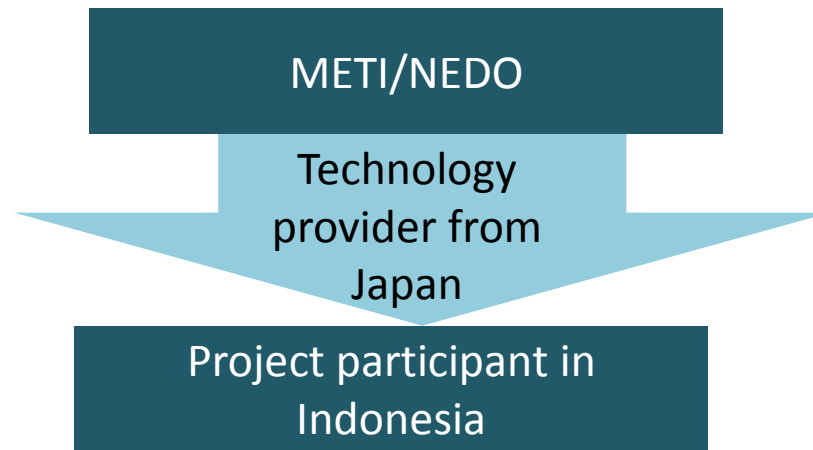 METI/NEDO
Technology
provider from
Japan
Project participant in
Indonesia